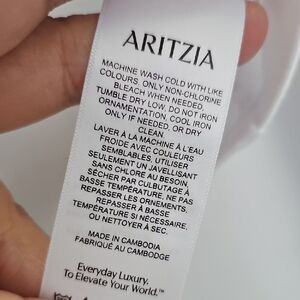 ARITZIA
MACHINE WASH COLD WITH LIKE
COLOURS. ONLY NON-CHLORINE
BLEACH WHEN NEEDED.
TUMBLE DRY LOW. DO NOT IRON
ORNAMENTATION. COOL IRON
ONLY IF NEEDED. OR DRY
CLEAN.
LAVER À LA MACHINE À L'EAU
FROIDE AVEC COULEURS
SEMBLABLES, UTILISER
SEULEMENT UN JAVELLISANT
SANS CHLORE AU BESOIN,
SÉCHER PAR CULBUTAGE À
BASSE TEMPÉRATURE, NE PAS
REPASSER LES ORNEMENTS.
REPASSER À BASSE
TEMPÉRATURE SI NÉCESSAIRE.
OU NETTOYER À SEC.
MADE IN CAMBODIA
FABRIQUÉ AU CAMBODGE
Everyday Luxury.
To Elevate Your World.™